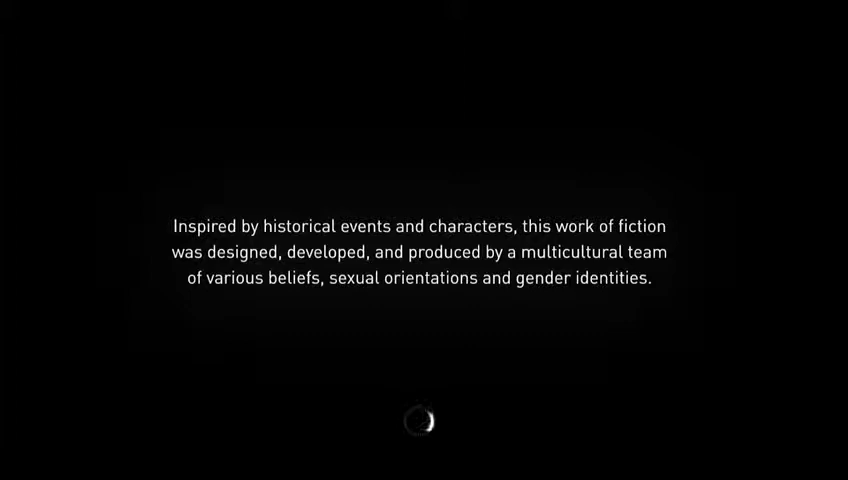 Inspired by historical events and characters, this work of fiction
was designed, developed, and produced by a multicultural team
of various beliefs, sexual orientations and gender identities.